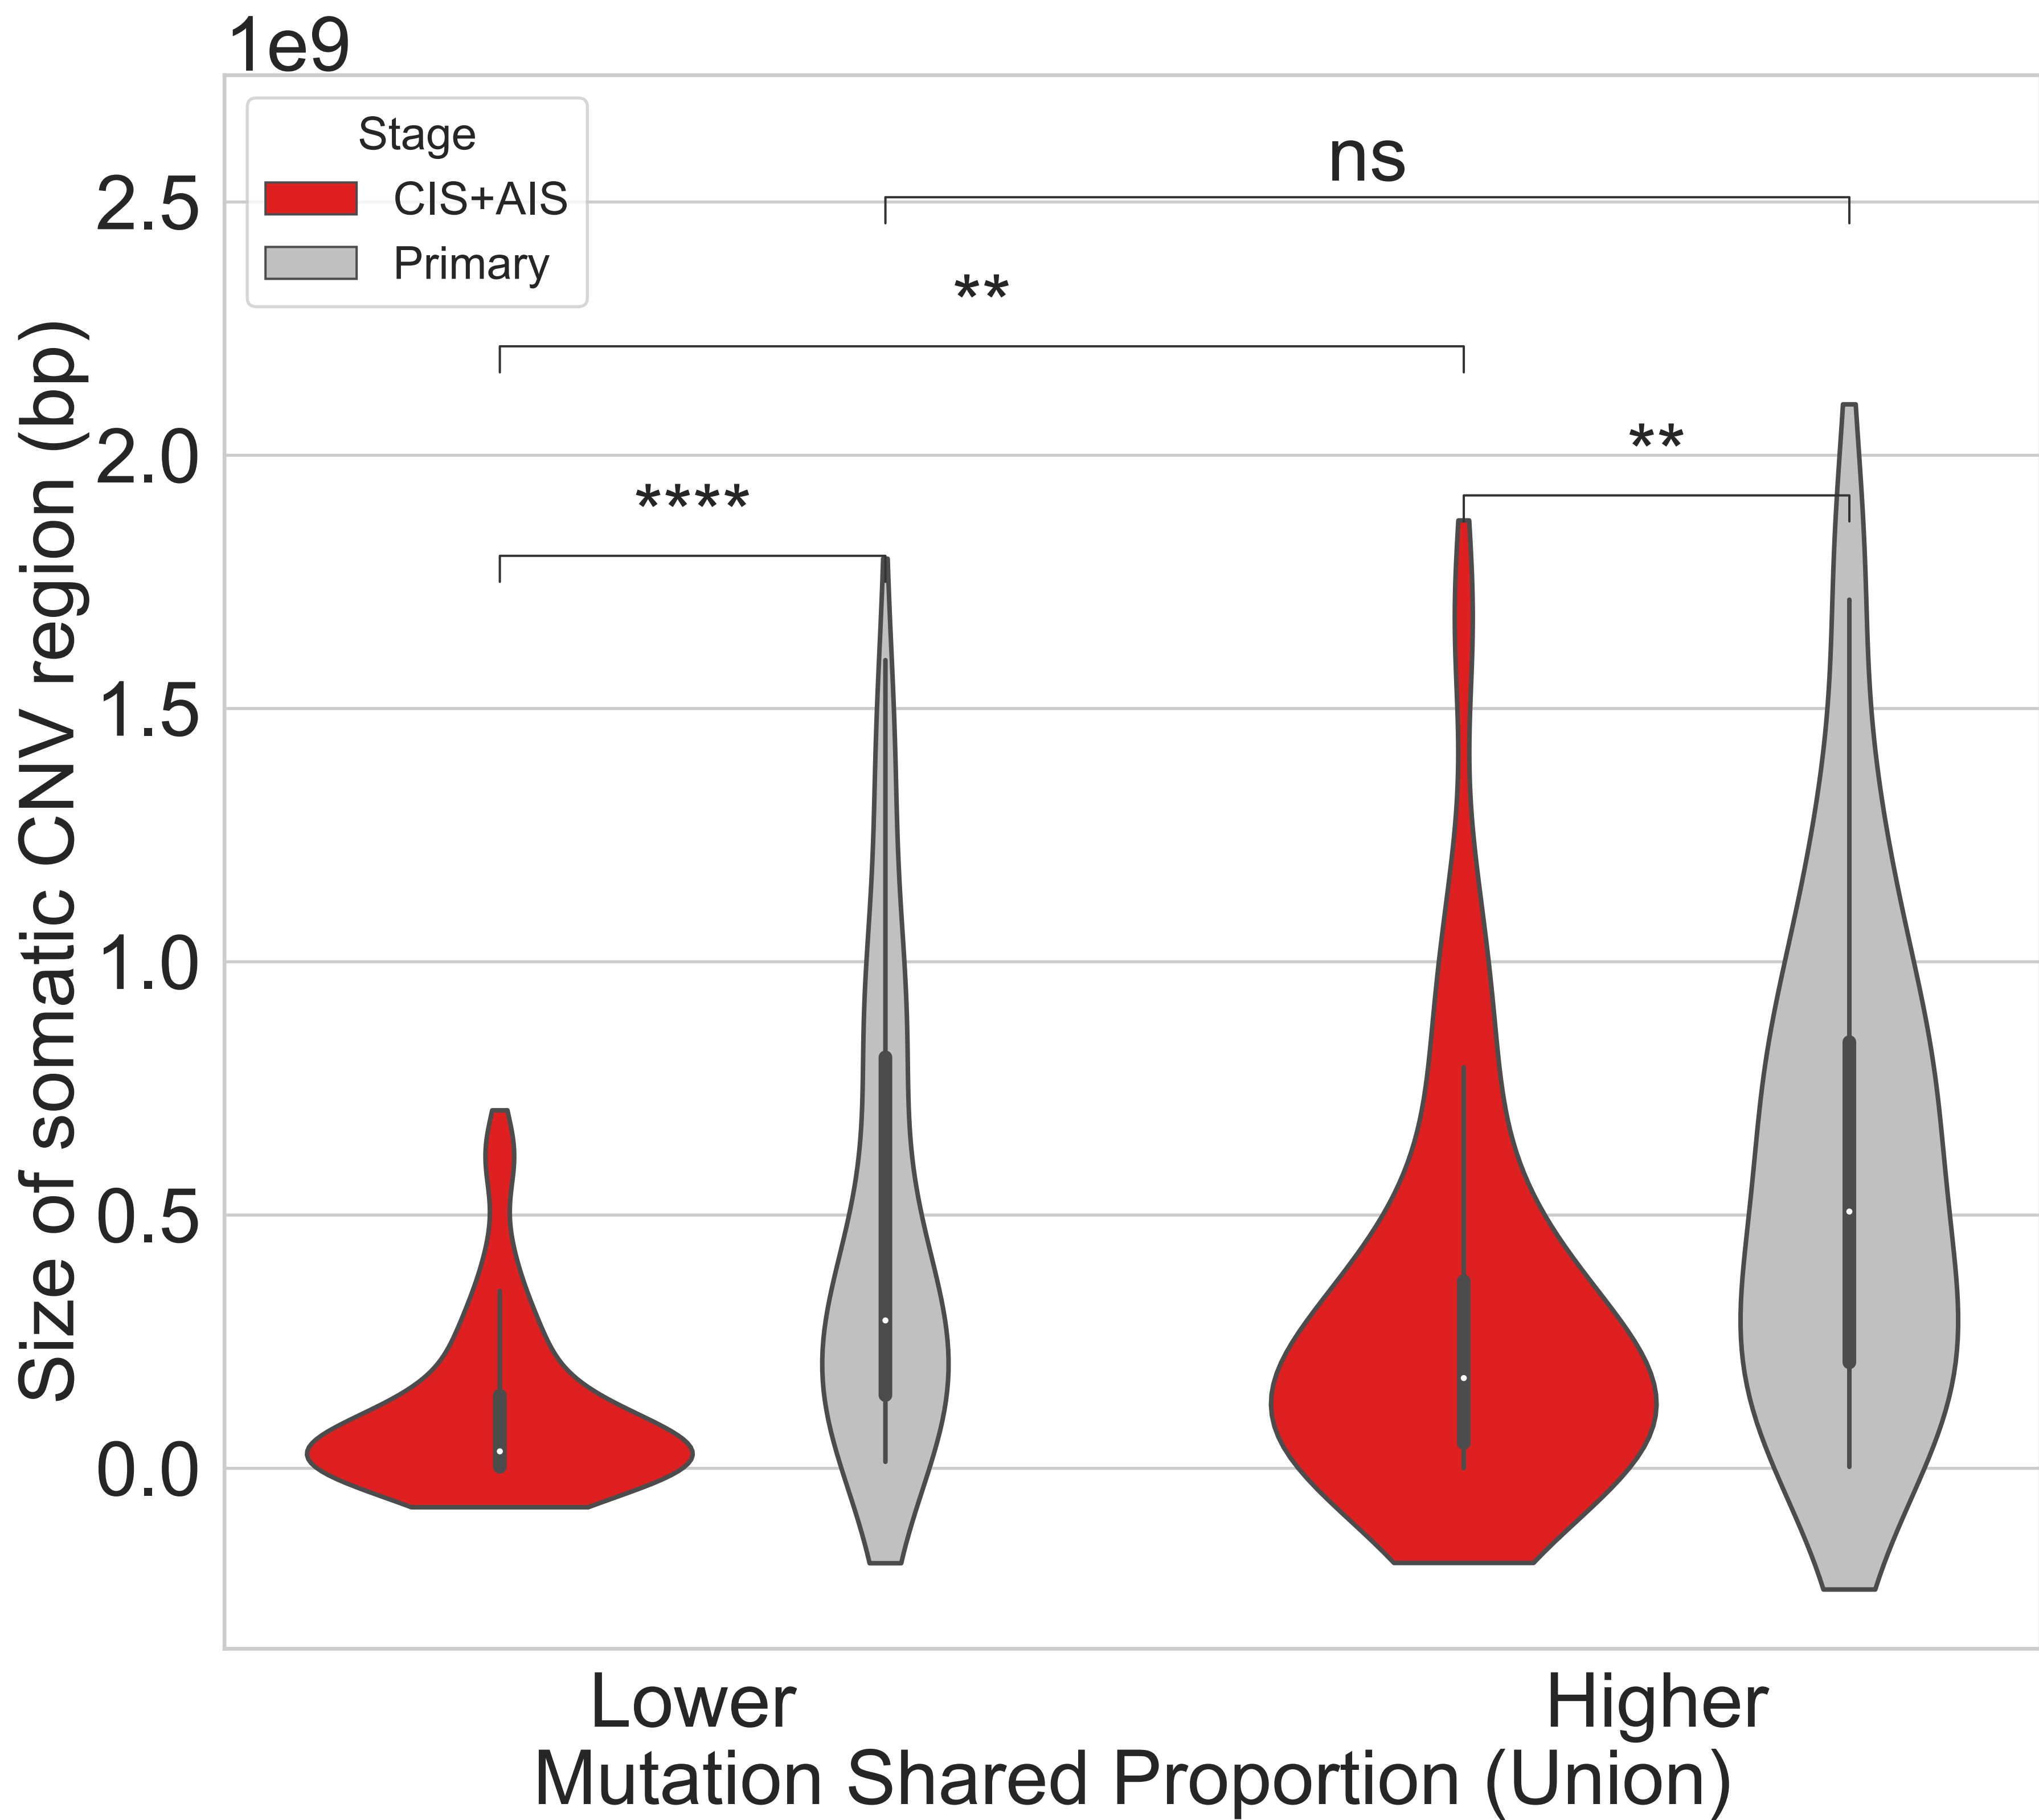 1e9
Stage
CIS+AIS
Primary
ns
**
**
****
2.5
2.0
1.5
1.0
0.5
0.0
Size of somatic CNV region (bp)
Lower
Higher
Mutation Shared Proportion (Union)